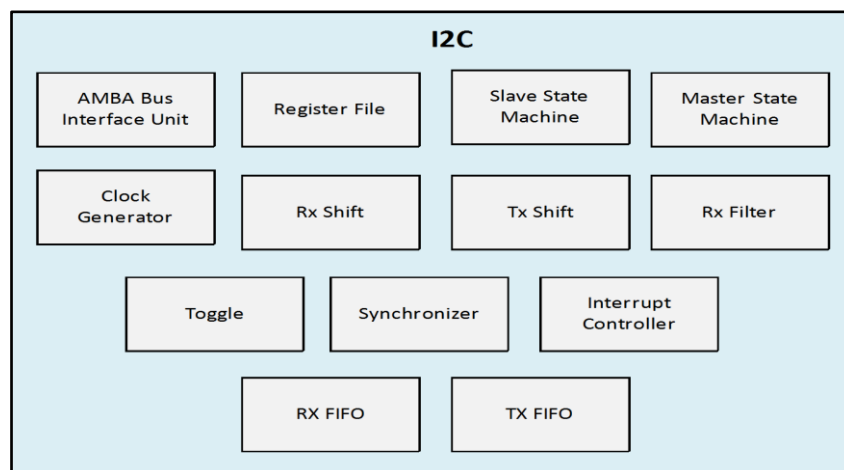 I2C
AMBA Bus
Interface Unit
Register File
Slave State
Machine
Master State
Machine
Clock
Generator
Rx Shift
Tx Shift
Rx Filter
Toggle
Synchronizer
Interrupt
Controller
RX FIFO
TX FIFO